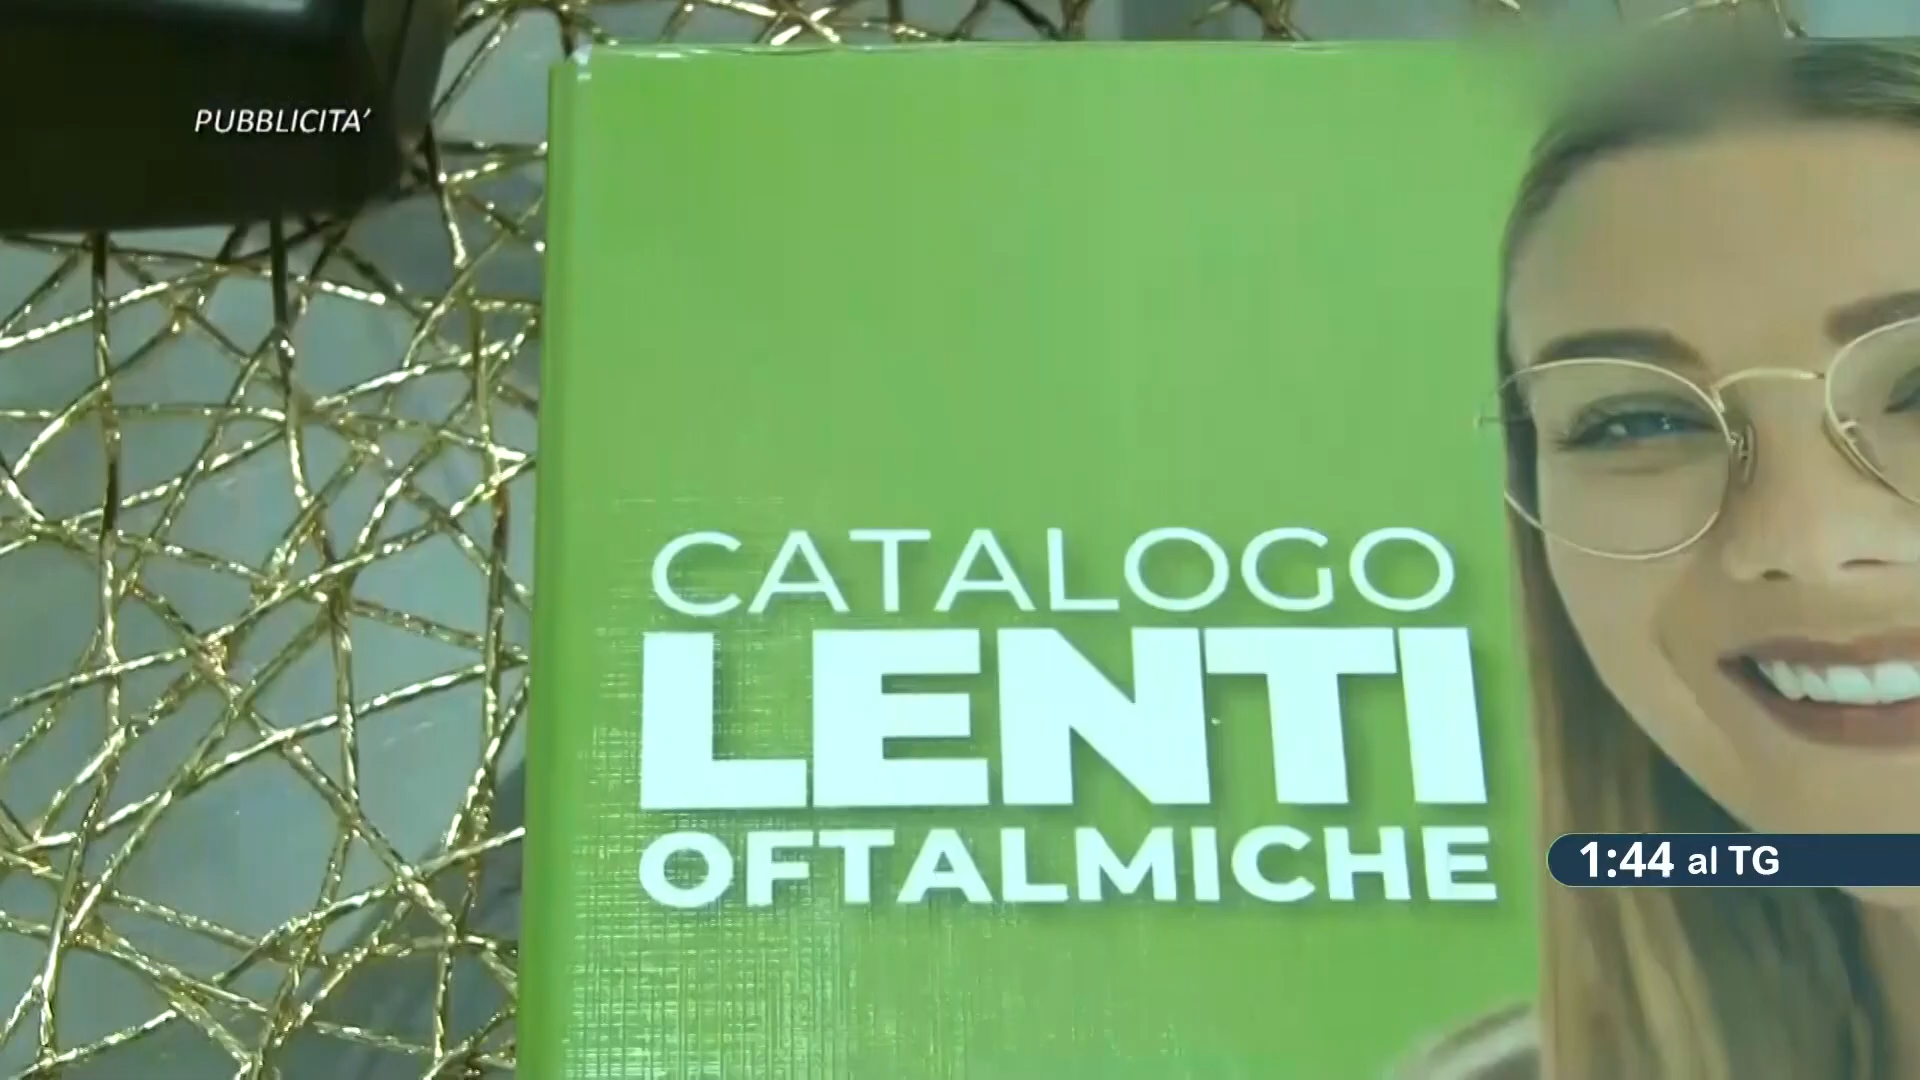 PUBBLICITA'
CATALOGO
LENTI
OFTALMICHE
1:44 al TG